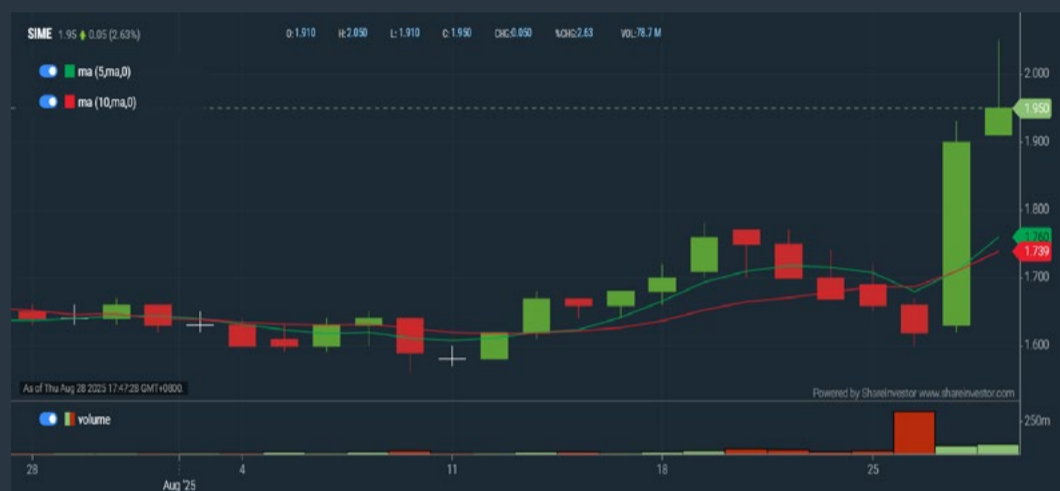 SIME 1.95 0.05 (2.63%)
O:1.910 H:2.050 L:1.910 C:1.950 CHG:0.050 %CHG:2.63 VOL:78.7 M
ma (5,ma,0)
ma (10,ma,0)
2.000
1.950
1.900
1.800
1.760
1.739
1.700
1.600
As of Thu Aug 28 2025 17:47:28 GMT+0800.
Powered by ShareInvestor www.shareinvestor.com
volume
250m
28 4 11 18 25
Aug '25